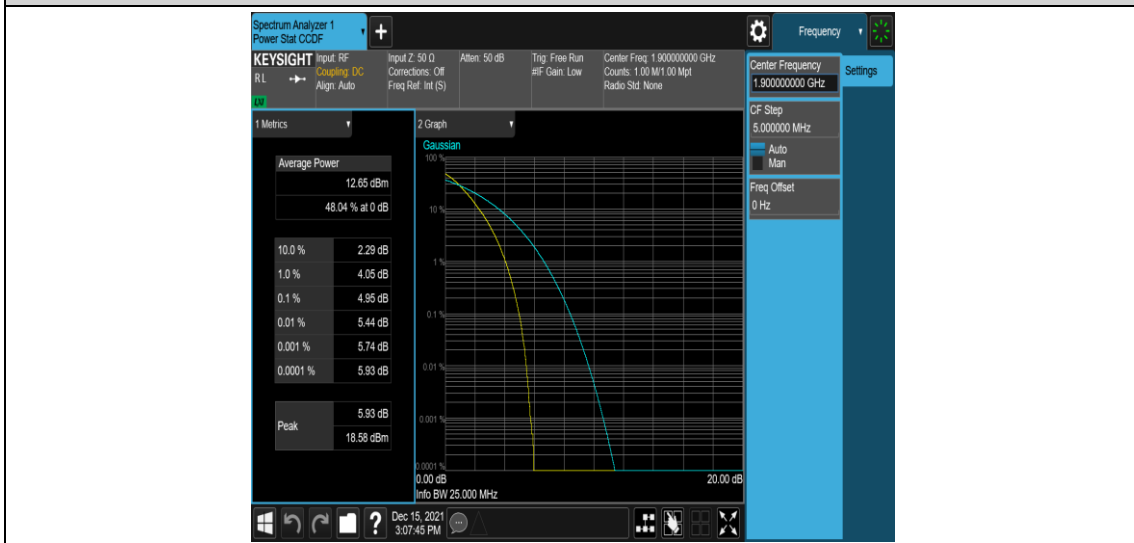 Spectrum Analyzer 1
Power Stat CCDF
+
Frequency
KEYSIGHT
RL
LXI
Input: RF
Coupling: DC
Align: Auto
Input Z: 50 Ω
Corrections: Off
Freq Ref: Int (S)
Atten: 50 dB
Trig: Free Run
#IF Gain: Low
Center Freq: 1.900000000 GHz
Counts: 1.00 M/1.00 Mpt
Radio Std: None
Center Frequency
1.900000000 GHz
Settings
CF Step
5.000000 MHz
Auto
Man
Freq Offset
0 Hz
1 Metrics
Average Power
12.65 dBm
48.04 % at 0 dB
10.0 % 2.29 dB
1.0 % 4.05 dB
0.1 % 4.95 dB
0.01 % 5.44 dB
0.001 % 5.74 dB
0.0001 % 5.93 dB
Peak
5.93 dB
18.58 dBm
2 Graph
Gaussian
100 %
10 %
1 %
0.1 %
0.01 %
0.001 %
0.0001 %
0.00 dB
20.00 dB
Info BW 25.000 MHz
?
Dec 15, 2021
3:07:45 PM